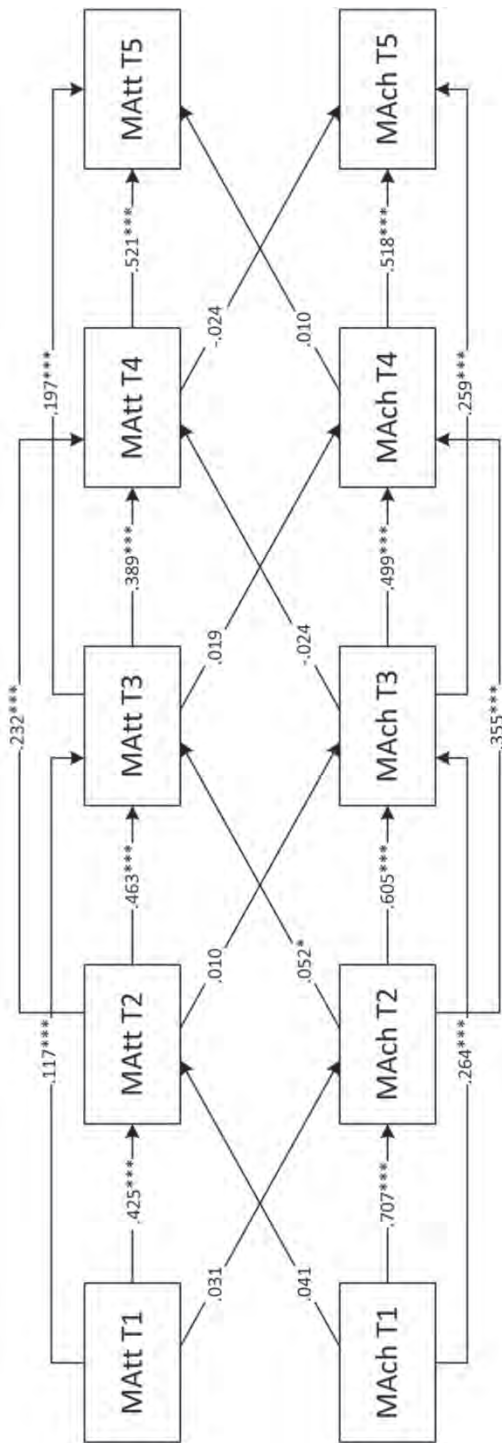 .197***
.232***
.117***
MAtt T1
.425***
MAtt T2
.463***
MAtt T3
.389***
MAtt T4
.521***
MAtt T5
.031
.041
.010
.052*
.019
-.024
-.024
.010
MAch T1
.707***
MAch T2
.605***
MAch T3
.499***
MAch T4
.518***
MAch T5
.264***
.259***
.355***